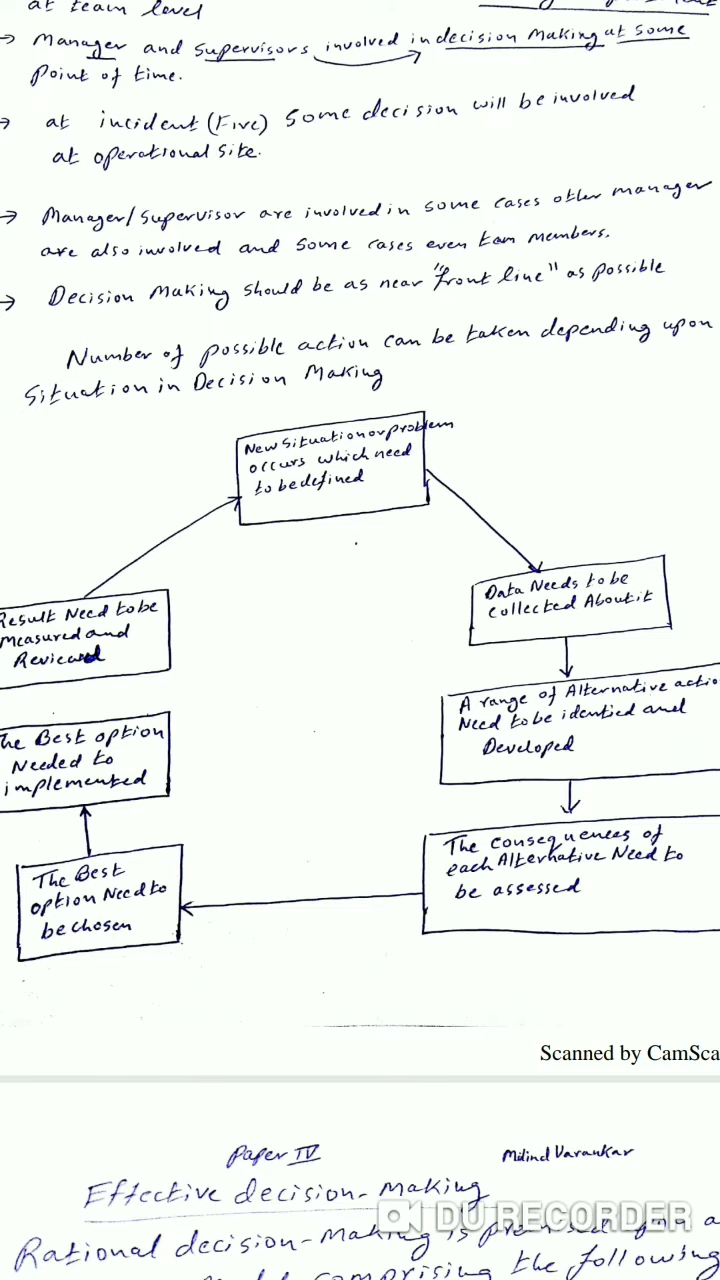 at team level
→ Manager and Supervisors involved in decision Making at some
point of time.
→ at incident (Five) Some decision will be involved
at operational site.
→ Manager/Supervisor are involved in some cases other manager
are also involved and some cases even team members.
→ Decision Making should be as near "front line" as possible
Number of possible action can be taken depending upon
Situation in Decision Making
New Situation or problem
occurs which need
to be defined
Data Needs to be
collected About it
A range of Alternative actio
Need to be identied and
Developed
The consequences of
each Alternative Need to
be assessed
The Best
option Need to
be chosen
The Best option
Needed to
implemented
Result Need to be
Measured and
Reviewed
Scanned by CamSca
Paper IV
Milind Varankar
Effective decision-Making
DU RECORDER
Rational decision-Making is
comprising the following